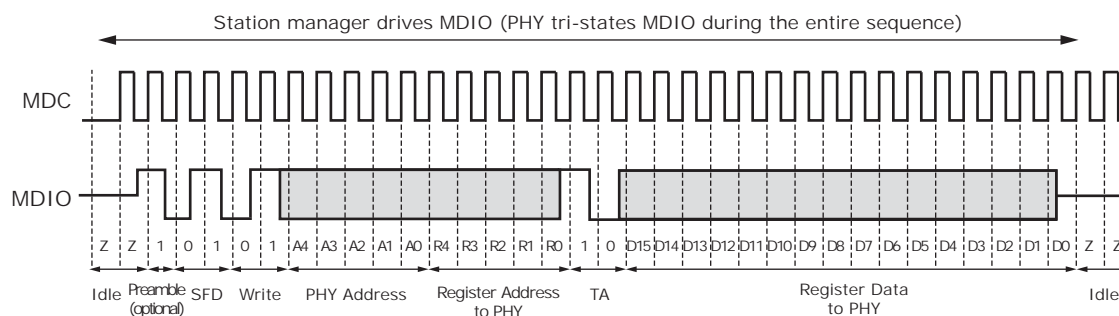 Station manager drives MDIO (PHY tri-states MDIO during the entire sequence)
MDC
MDIO
Z Z 1 0 1 0 1 A4 A3 A2 A1 A0 R4 R3 R2 R1 R0 1 0 D15 D14 D13 D12 D11 D10 D9 D8 D7 D6 D5 D4 D3 D2 D1 D0 Z Z
Idle Preamble SFD Write PHY Address Register Address TA Register Data Idle
(optional) to PHY to PHY